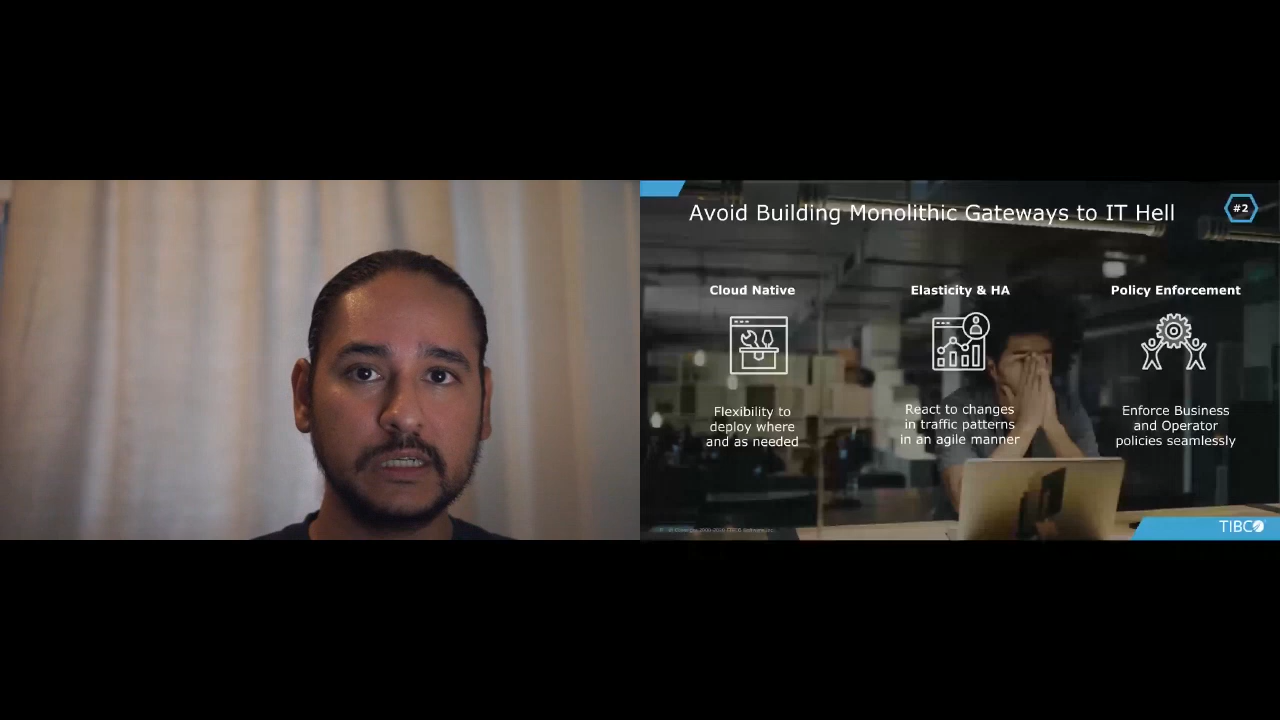 Avoid Building Monolithic Gateways to IT Hell
#2
Cloud Native
Elasticity & HA
Policy Enforcement
Flexibility to
deploy where
and as needed
React to changes
in traffic patterns
in an agile manner
Enforce Business
and Operator
policies seamlessly
TIBCO